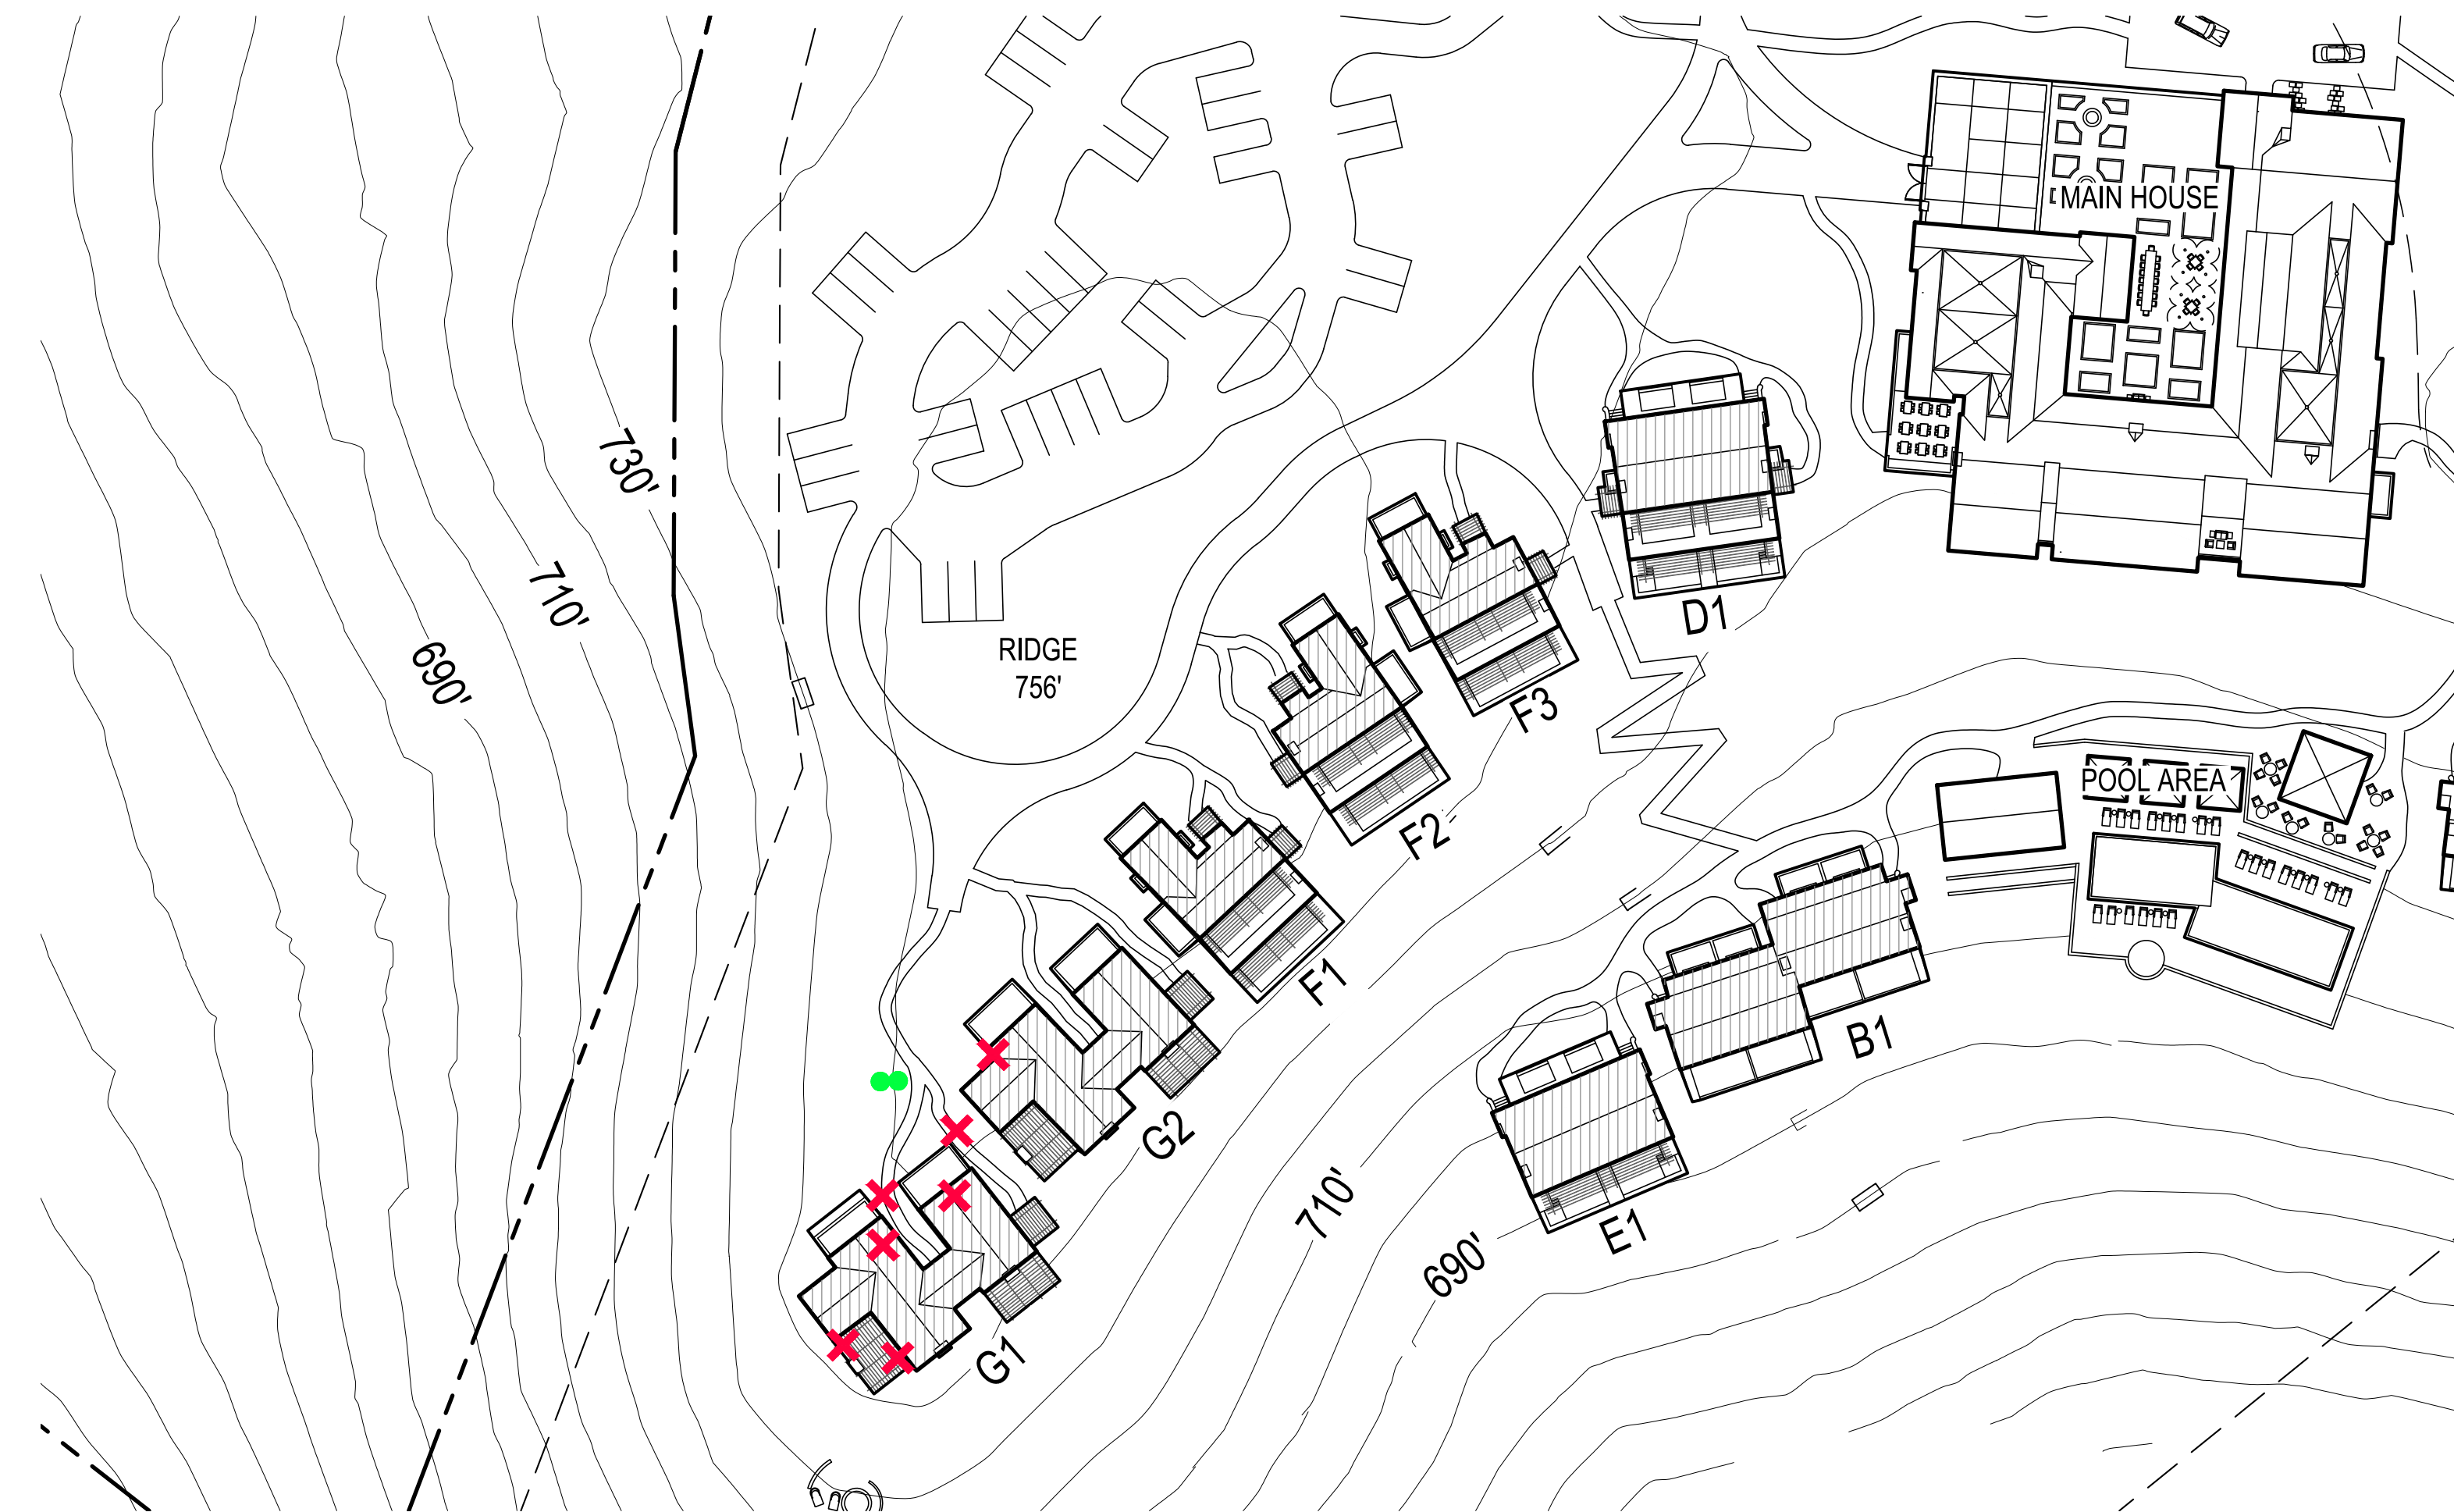 MAIN HOUSE
730'
710'
690'
RIDGE
756'
D1
F3
F2
POOL AREA
F1
B1
G2
710'
E1
690'
G1